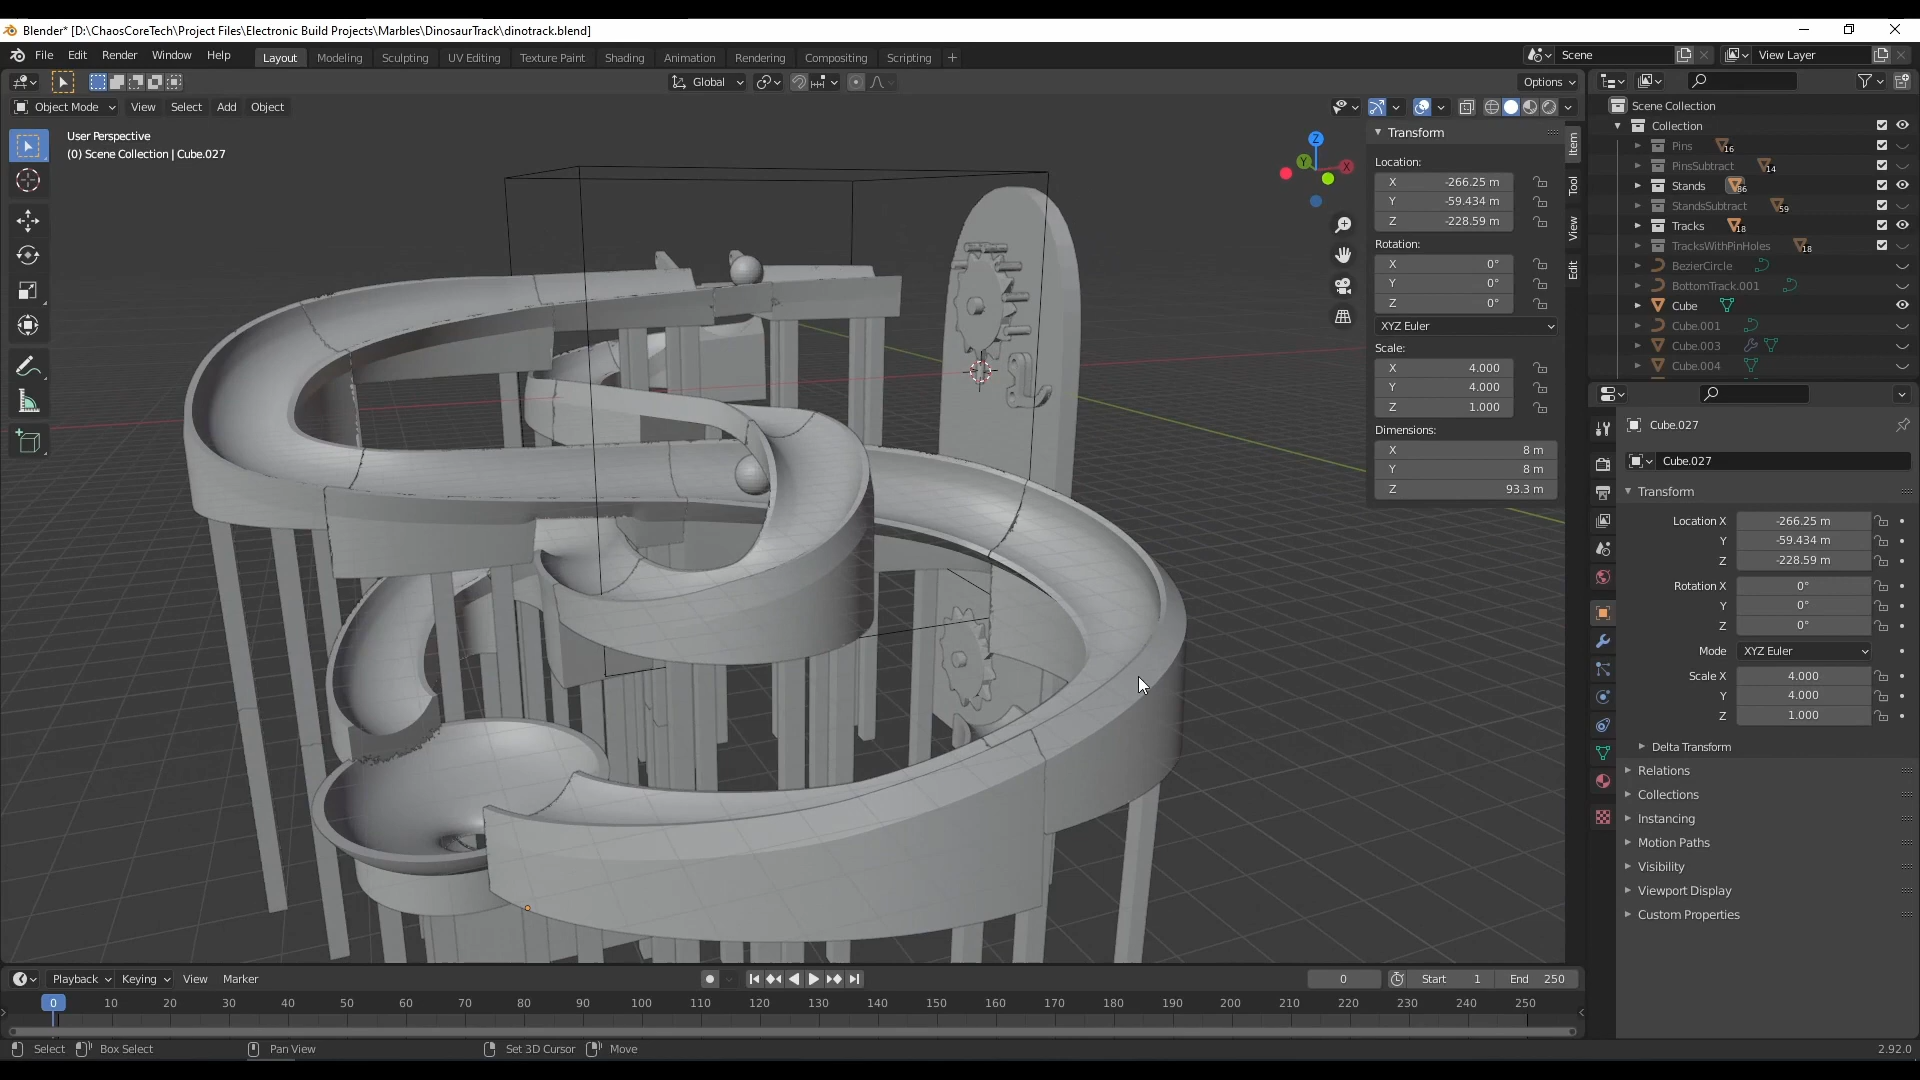 Blender* [D:\ChaosCoreTech\Project Files\Electronic Build Projects\Marbles\DinosaurTrack\dinotrack.blend]
File Edit Render Window Help Layout Modeling Sculpting UV Editing Texture Paint Shading Animation Rendering Compositing Scripting + Scene View Layer
Global Options
Object Mode View Select Add Object
User Perspective
(0) Scene Collection | Cube.027
Z
Y
X
Transform
Location:
X -266.25 m
Y -59.434 m
Z -228.59 m
Rotation:
X 0°
Y 0°
Z 0°
XYZ Euler
Scale:
X 4.000
Y 4.000
Z 1.000
Dimensions:
X 8 m
Y 8 m
Z 93.3 m
Item
Tool
View
Edit
Scene Collection
Collection
Pins 16
PinsSubtract 14
Stands 86
StandsSubtract 59
Tracks 18
TracksWithPinHoles 18
BezierCircle
BottomTrack.001
Cube
Cube.001
Cube.003
Cube.004
Cube.027
Cube.027
Transform
Location X -266.25 m
Y -59.434 m
Z -228.59 m
Rotation X 0°
Y 0°
Z 0°
Mode XYZ Euler
Scale X 4.000
Y 4.000
Z 1.000
Delta Transform
Relations
Collections
Instancing
Motion Paths
Visibility
Viewport Display
Custom Properties
Playback Keying View Marker 0 Start 1 End 250
0 10 20 30 40 50 60 70 80 90 100 110 120 130 140 150 160 170 180 190 200 210 220 230 240 250
Select Box Select Pan View Set 3D Cursor Move 2.92.0